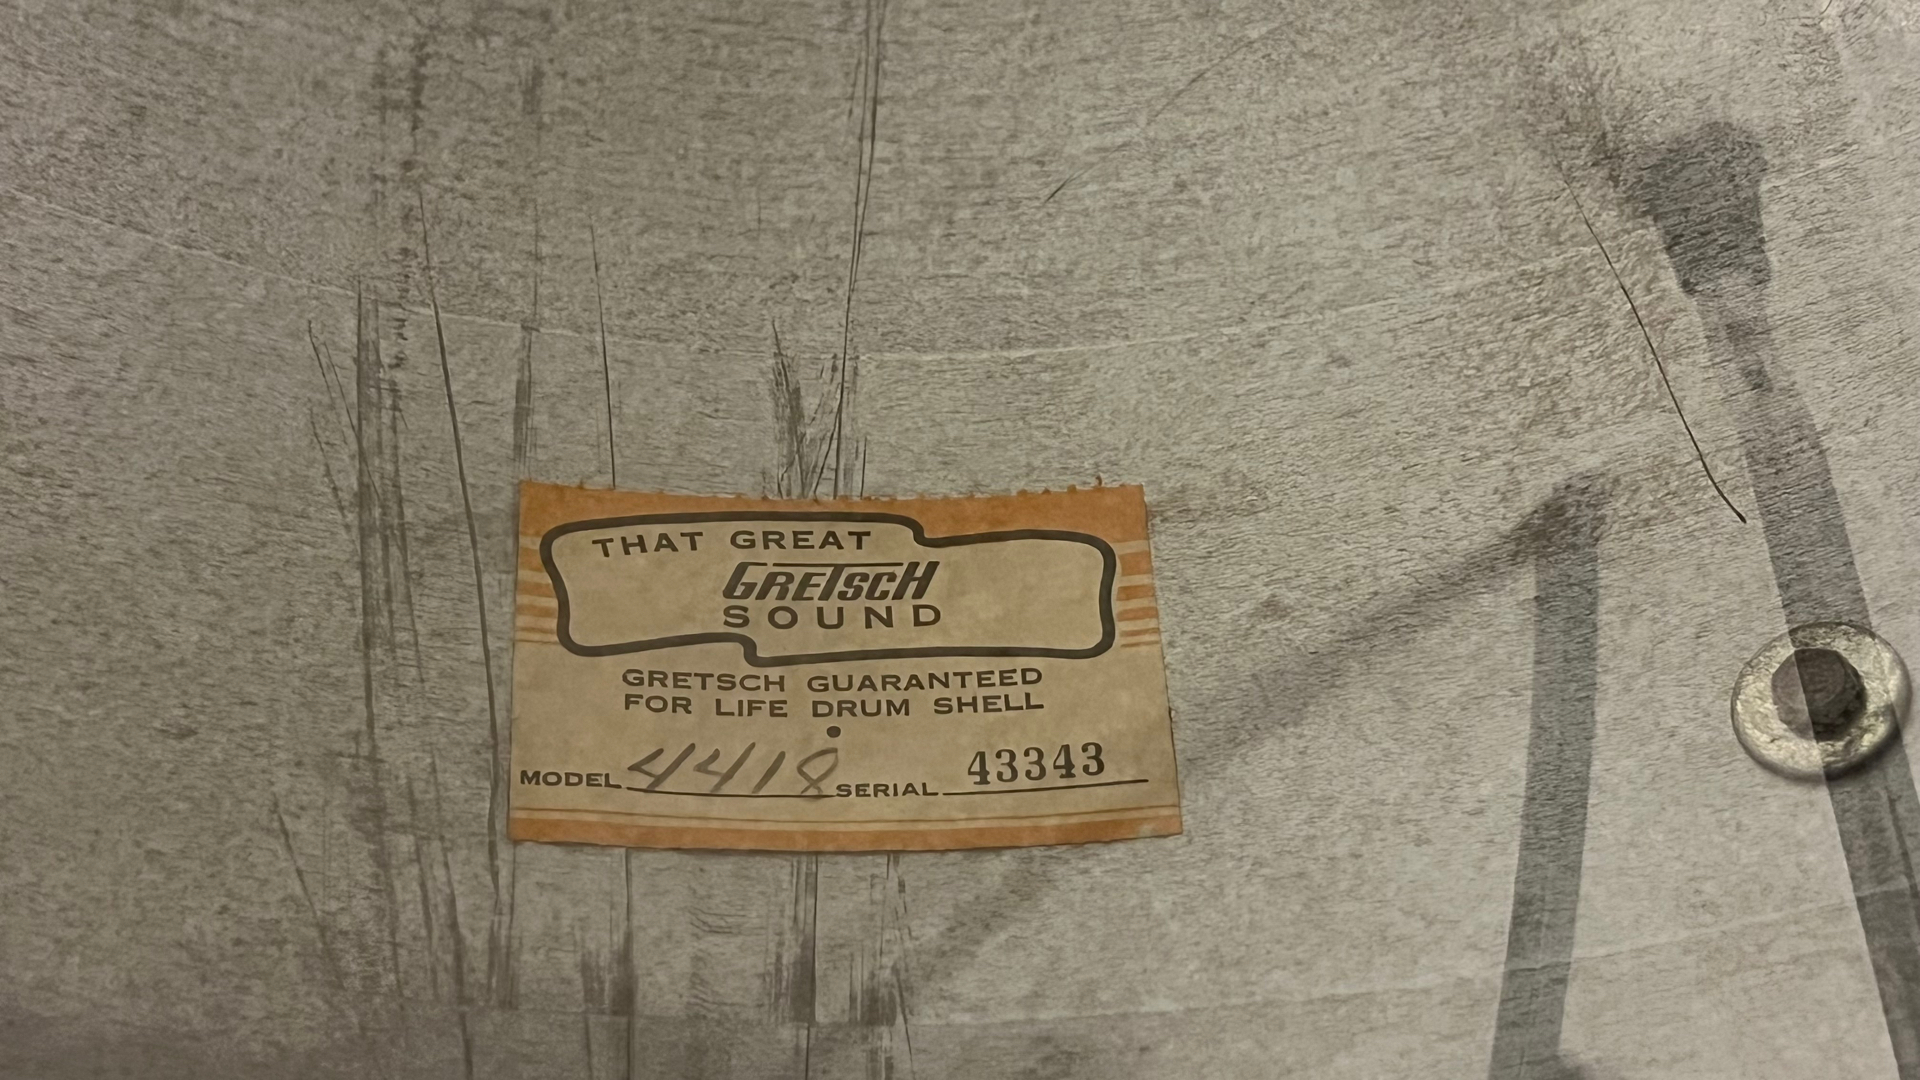 THAT GREAT
GRETSCH
SOUND
GRETSCH GUARANTEED
FOR LIFE DRUM SHELL
MODEL 4418 SERIAL 43343